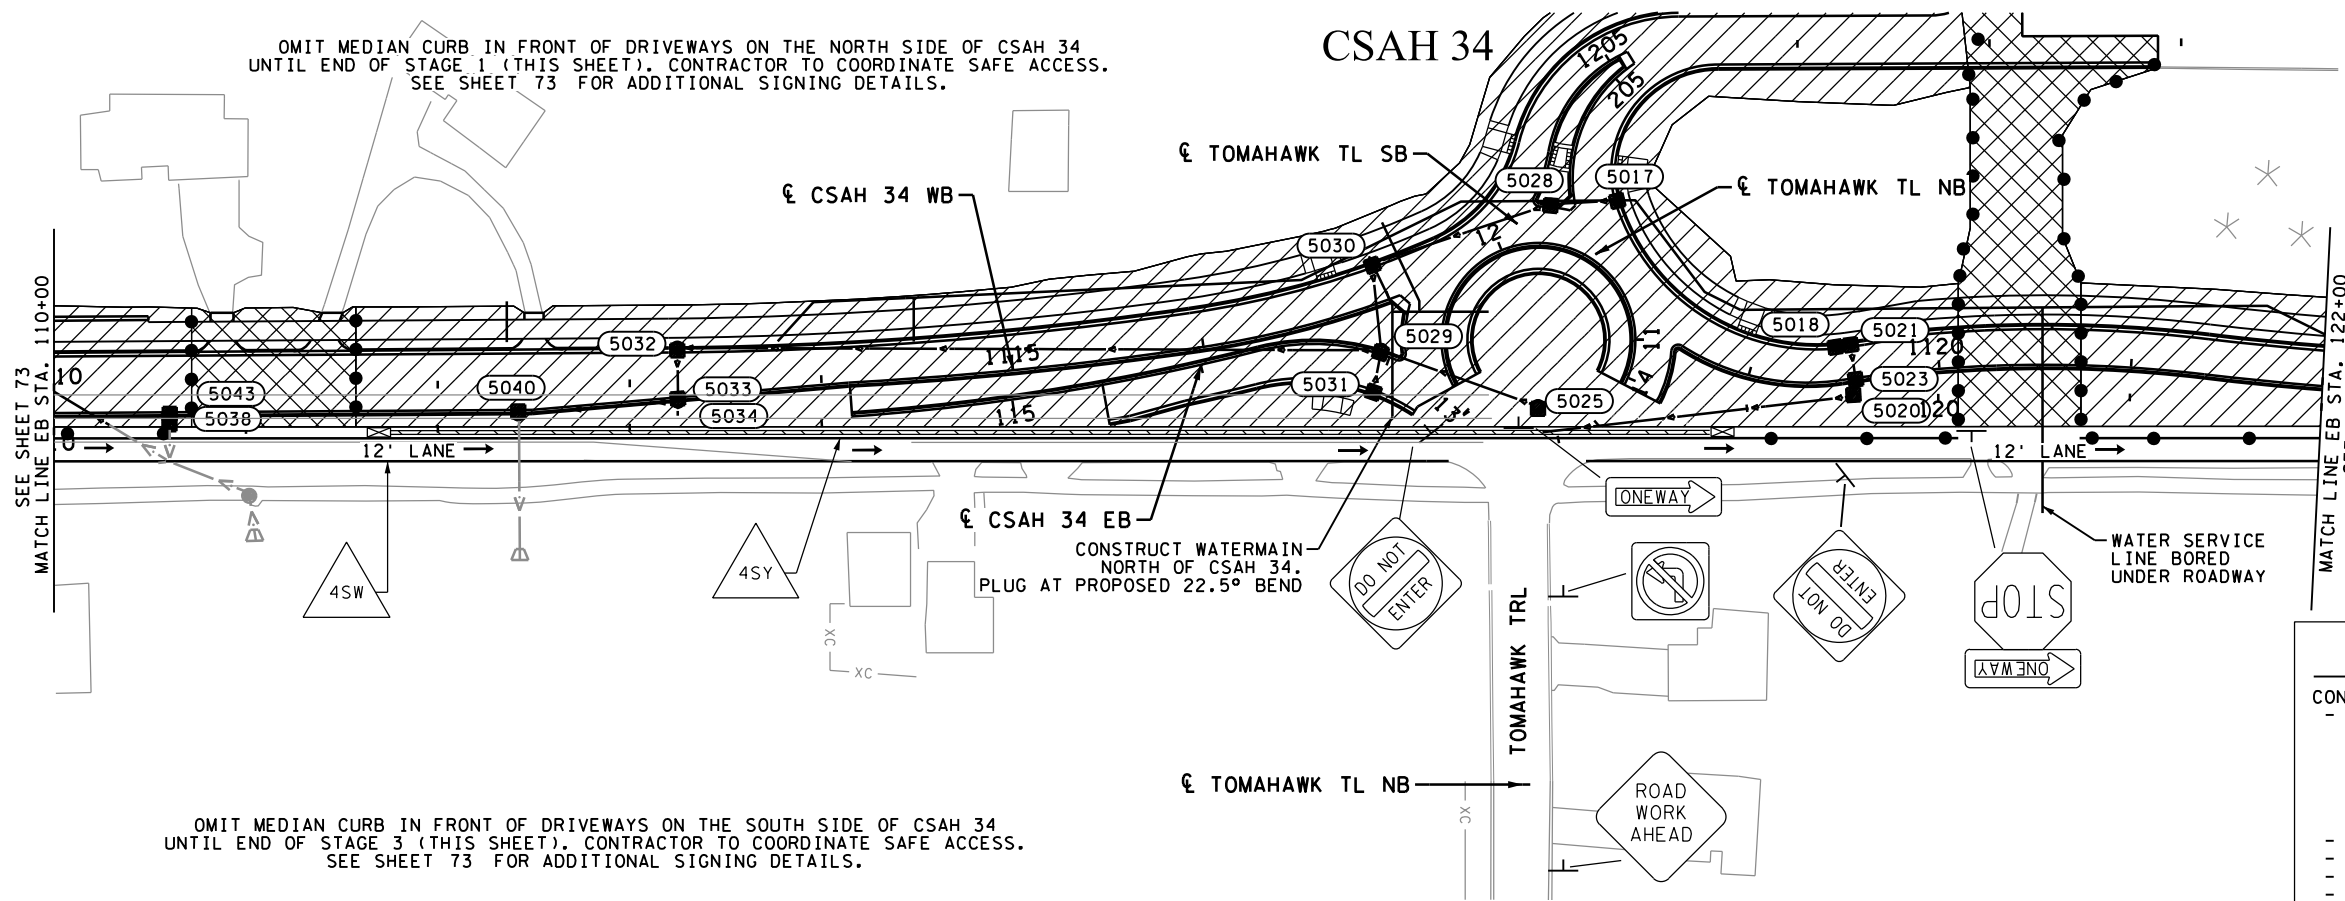 CSAH 34
OMIT MEDIAN CURB IN FRONT OF DRIVEWAYS ON THE NORTH SIDE OF CSAH 34
UNTIL END OF STAGE 1 (THIS SHEET). CONTRACTOR TO COORDINATE SAFE ACCESS.
SEE SHEET 73 FOR ADDITIONAL SIGNING DETAILS.
1205
205
℄ TOMAHAWK TL SB
5028
5017
℄ TOMAHAWK TL NB
℄ CSAH 34 WB
5030
12
5032
1115
5029
5018
5021
1120
11
4
10
5043
5038
5040
5033
5034
115
5031
13'
5025
5023
5020
120
SEE SHEET 73
MATCH LINE EB STA. 110+00
MATCH LINE EB STA. 122+00
0
12' LANE
12' LANE
℄ CSAH 34 EB
CONSTRUCT WATERMAIN
NORTH OF CSAH 34.
PLUG AT PROPOSED 22.5° BEND
4SW
4SY
DO NOT
ENTER
ONEWAY
DO NOT
ENTER
STOP
ONEWAY
WATER SERVICE
LINE BORED
UNDER ROADWAY
XC
XC
TOMAHAWK TRL
CON
℄ TOMAHAWK TL NB
XC
ROAD
WORK
AHEAD
OMIT MEDIAN CURB IN FRONT OF DRIVEWAYS ON THE SOUTH SIDE OF CSAH 34
UNTIL END OF STAGE 3 (THIS SHEET). CONTRACTOR TO COORDINATE SAFE ACCESS.
SEE SHEET 73 FOR ADDITIONAL SIGNING DETAILS.